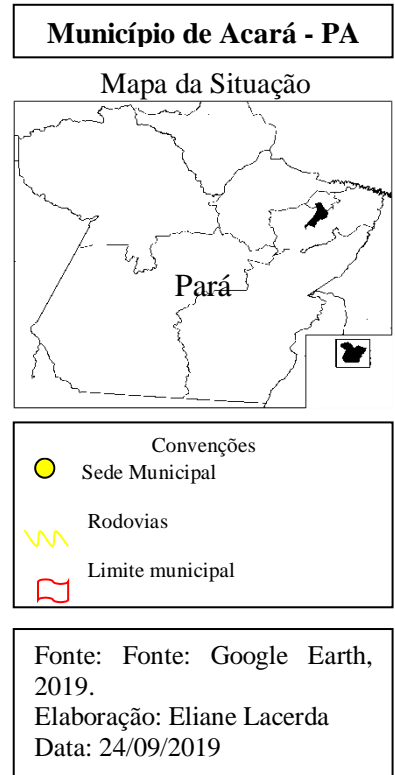 Município de Acará - PA
Mapa da Situação
Pará
Convenções
Sede Municipal
Rodovias
Limite municipal
Fonte: Fonte: Google Earth,
2019.
Elaboração: Eliane Lacerda
Data: 24/09/2019